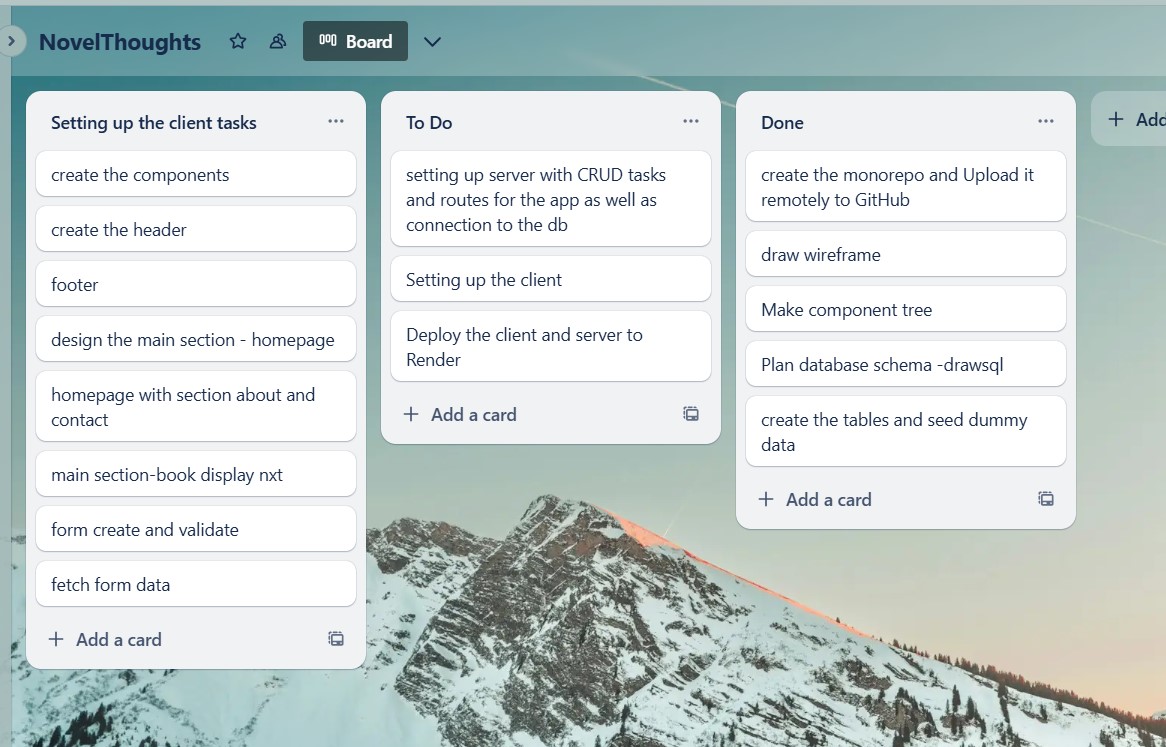 NovelThoughts
Board
Setting up the client tasks
create the components
create the header
footer
design the main section - homepage
homepage with section about and
contact
main section-book display nxt
form create and validate
fetch form data
Add a card
To Do
setting up server with CRUD tasks
and routes for the app as well as
connection to the db
Setting up the client
Deploy the client and server to
Render
Add a card
Done
create the monorepo and Upload it
remotely to GitHub
draw wireframe
Make component tree
Plan database schema -drawsql
create the tables and seed dummy
data
Add a card
Add